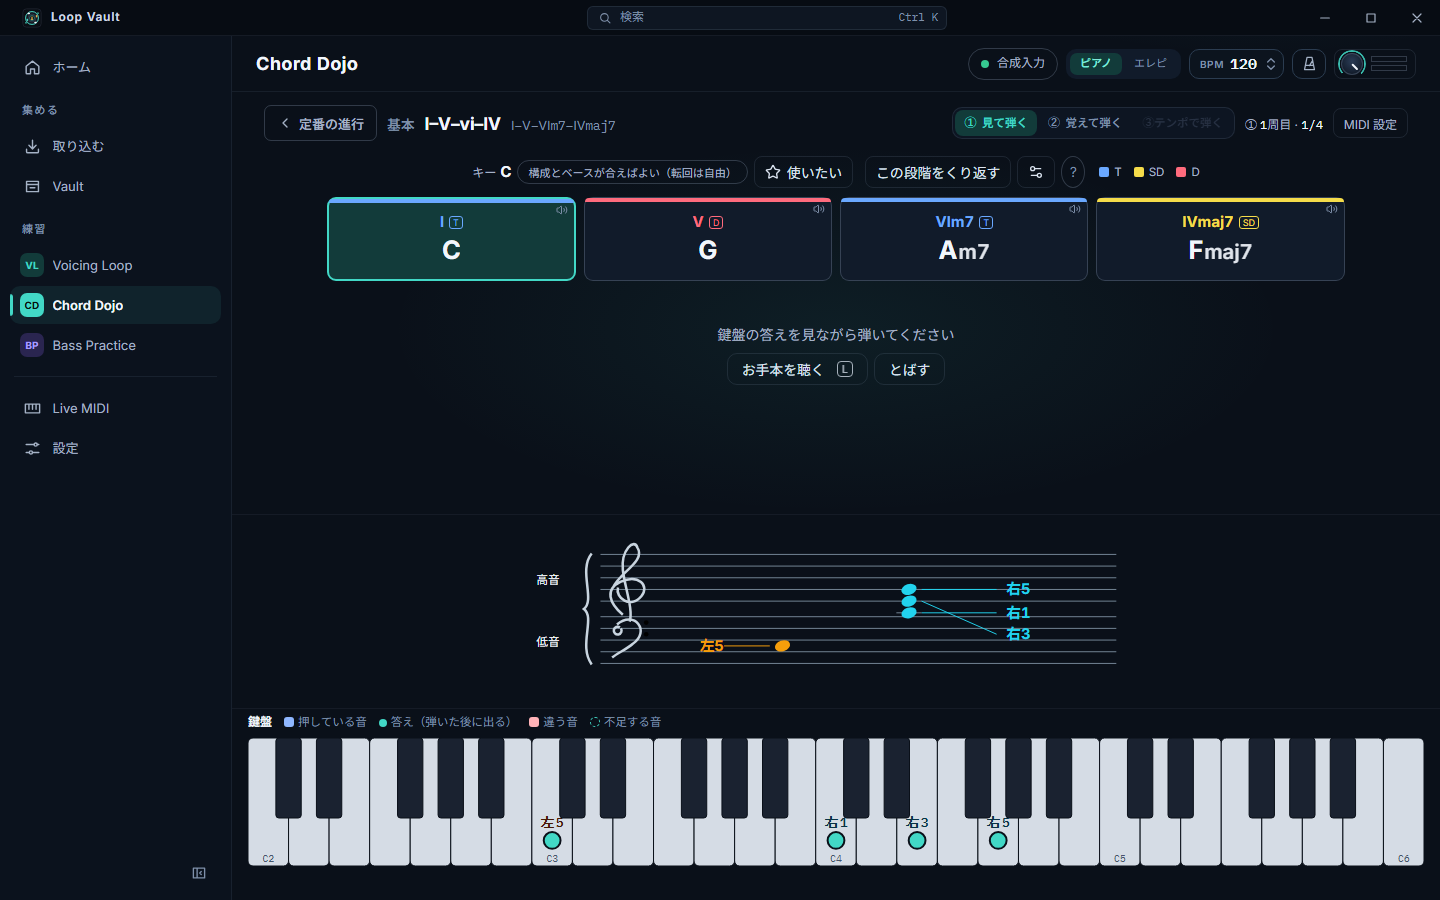 Loop Vault
検索
Ctrl K
ホーム
集める
取り込む
Vault
練習
VL Voicing Loop
CD Chord Dojo
BP Bass Practice
Live MIDI
設定
Chord Dojo
合成入力
ピアノ
エレピ
BPM 120
定番の進行
基本 I–V–vi–IV I–V–VIm7–IVmaj7
① 見て弾く
② 覚えて弾く
③テンポで弾く
① 1周目 · 1/4
MIDI 設定
キー C
構成とベースが合えばよい（転回は自由）
使いたい
この段階をくり返す
?
T
SD
D
I T
C
V D
G
VIm7 T
Am7
IVmaj7 SD
Fmaj7
鍵盤の答えを見ながら弾いてください
お手本を聴く L
とばす
高音
低音
右5
右1
右3
左5
鍵盤
押している音
答え（弾いた後に出る）
違う音
不足する音
左5
右1
右3
右5
C2
C3
C4
C5
C6